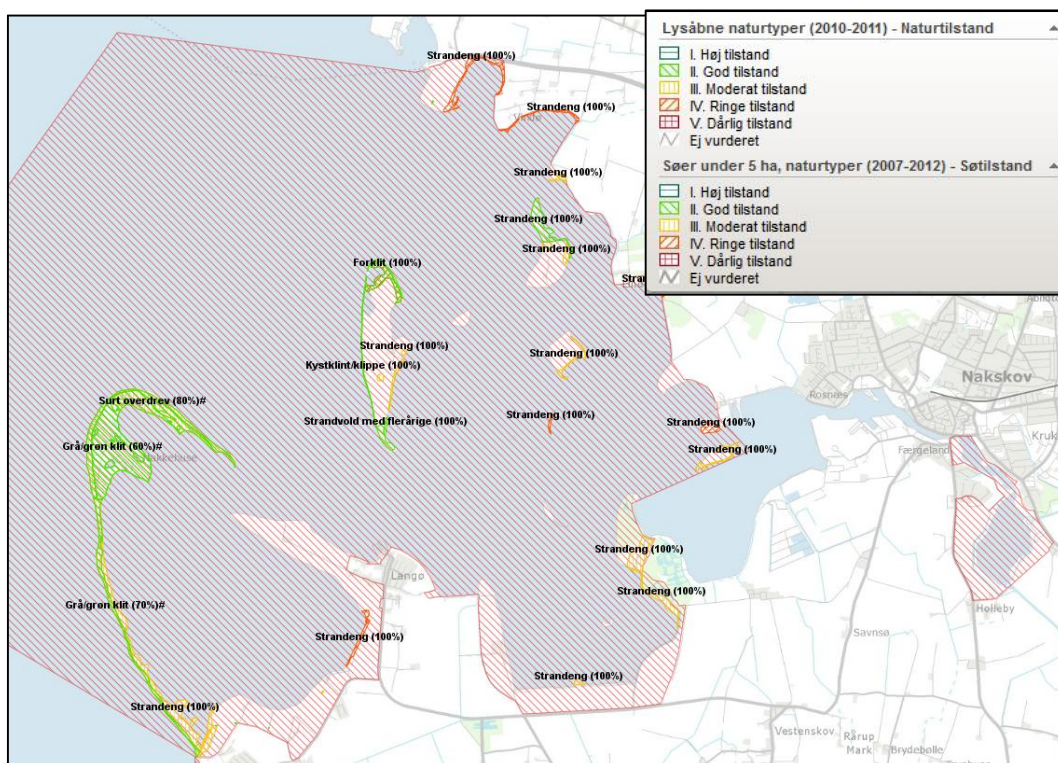 Lysåbne naturtyper (2010-2011) - Naturtilstand
I. Høj tilstand
II. God tilstand
III. Moderat tilstand
IV. Ringe tilstand
V. Dårlig tilstand
Ej vurderet
Søer under 5 ha, naturtyper (2007-2012) - Søtilstand
I. Høj tilstand
II. God tilstand
III. Moderat tilstand
IV. Ringe tilstand
V. Dårlig tilstand
Ej vurderet
Strandeng (100%)
Strandeng (100%)
Strandeng (100%)
Strandeng (100%)
Strandeng (100%)
Forklit (100%)
Strandeng (100%)
Strandeng (100%)
Kystklint/klippe (100%)
Nakskov
Rosnæs
Surt overdrev (80%)#
Strandvold med flerårige (100%)
Strandeng (100%)
Strandeng (100%)
Grå/grøn klit (60%)#
Strandeng (100%)
Færgeland
Strandeng (100%)
Langø
Strandeng (100%)
Grå/grøn klit (70%)#
Holleby
Strandeng (100%)
Savnsø
Strandeng (100%)
Strandeng (100%)
Vestenskov
Rårup
Mark
Brydebølle